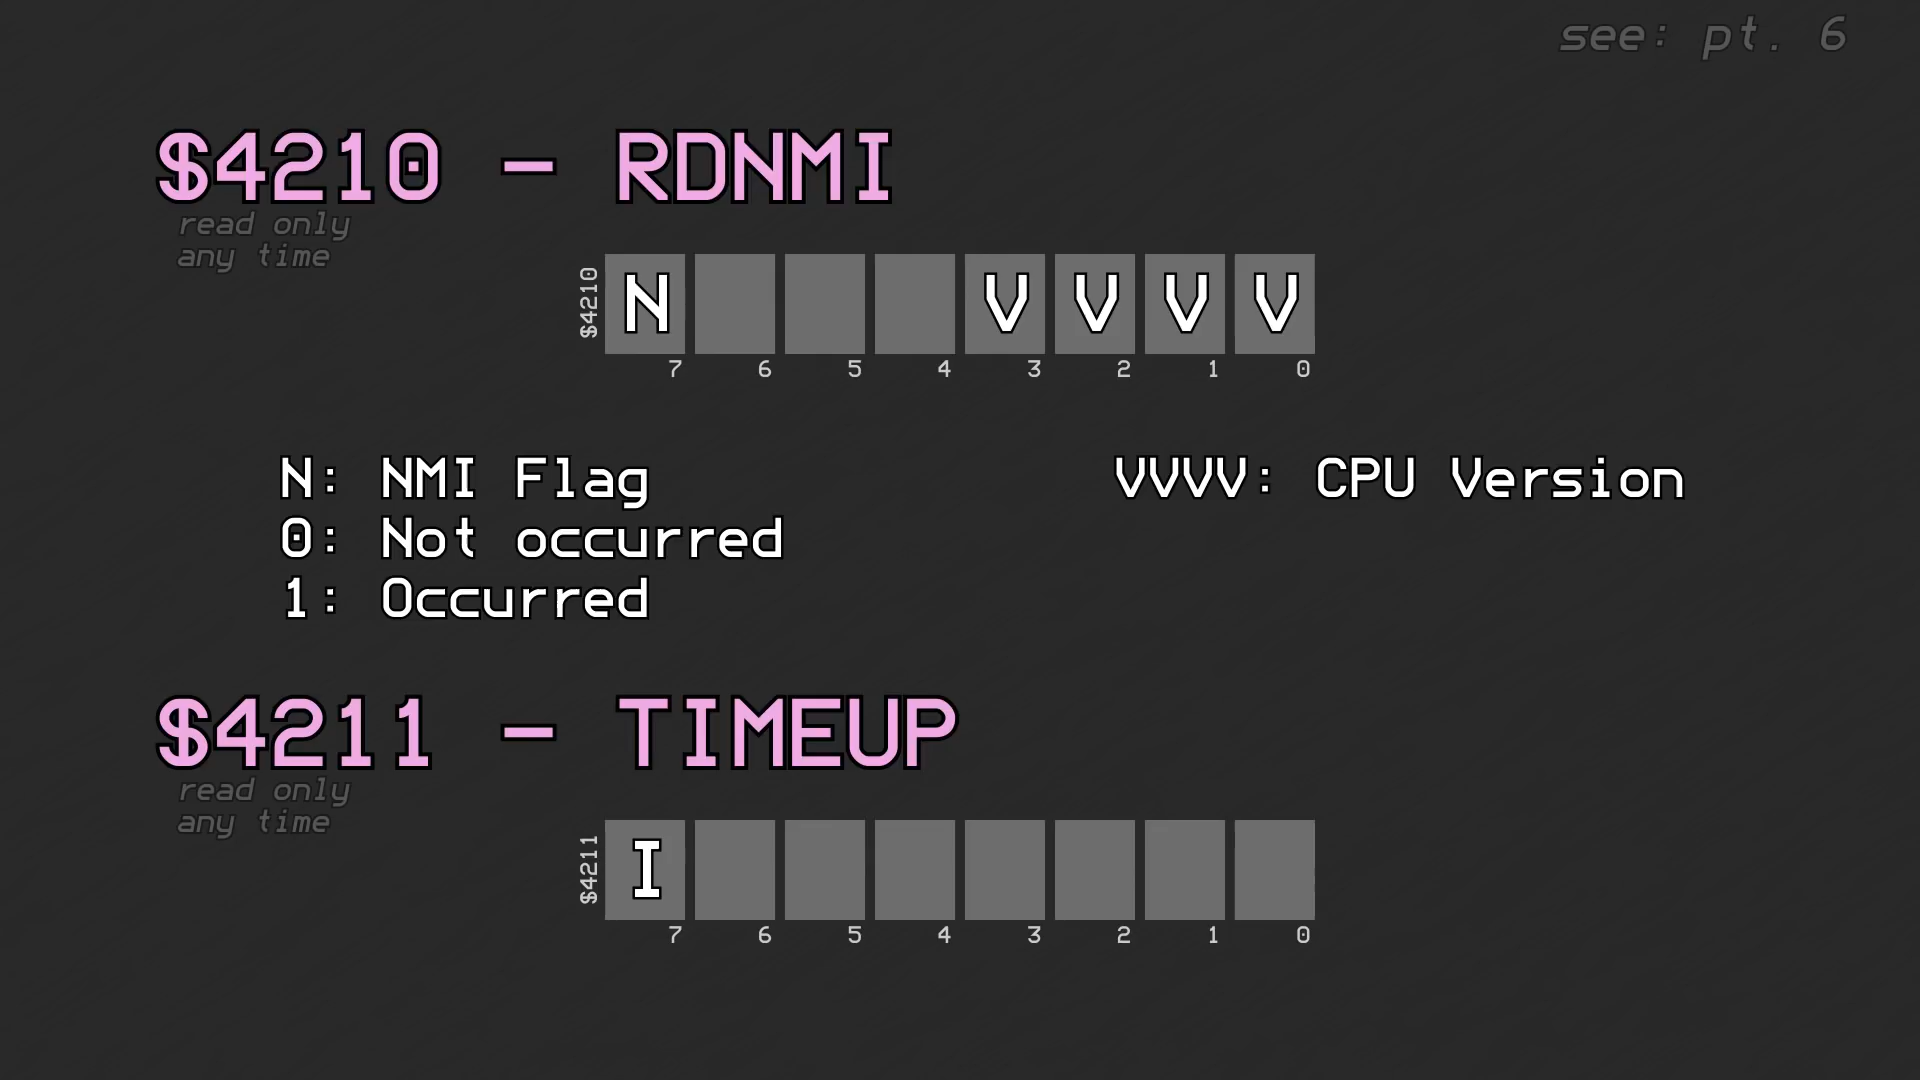 see: pt. 6
$4210 - RDNMI
read only
any time
$4210
N V V V V
7 6 5 4 3 2 1 0
N: NMI Flag
0: Not occurred
1: Occurred
VVVV: CPU Version
$4211 - TIMEUP
read only
any time
$4211
I
7 6 5 4 3 2 1 0